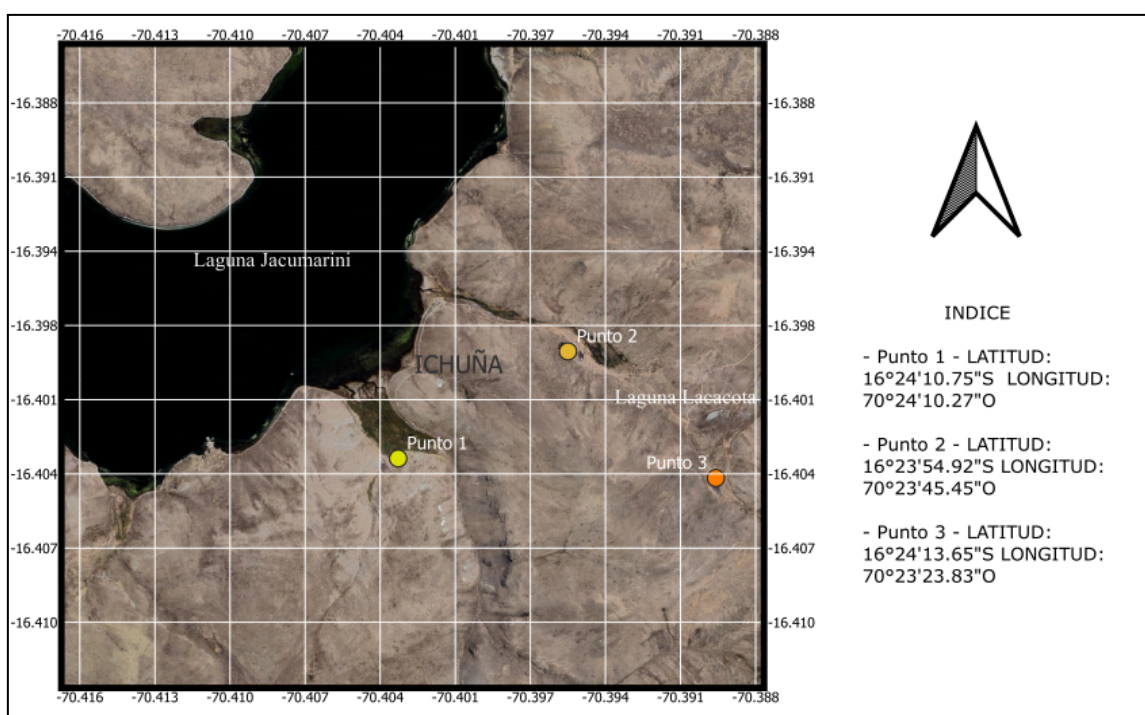 -70.416 -70.413 -70.410 -70.407 -70.404 -70.401 -70.397 -70.394 -70.391 -70.388
-16.388 -16.388
-16.391 -16.391
-16.394 -16.394
Laguna Jacumarini
-16.398 -16.398
Punto 2
ICHUÑA
-16.401 -16.401
Laguna Lacacota
Punto 1
Punto 3
-16.404 -16.404
-16.407 -16.407
-16.410 -16.410
-70.416 -70.413 -70.410 -70.407 -70.404 -70.401 -70.397 -70.394 -70.391 -70.388
INDICE
- Punto 1 - LATITUD:
16°24'10.75"S LONGITUD:
70°24'10.27"O
- Punto 2 - LATITUD:
16°23'54.92"S LONGITUD:
70°23'45.45"O
- Punto 3 - LATITUD:
16°24'13.65"S LONGITUD:
70°23'23.83"O